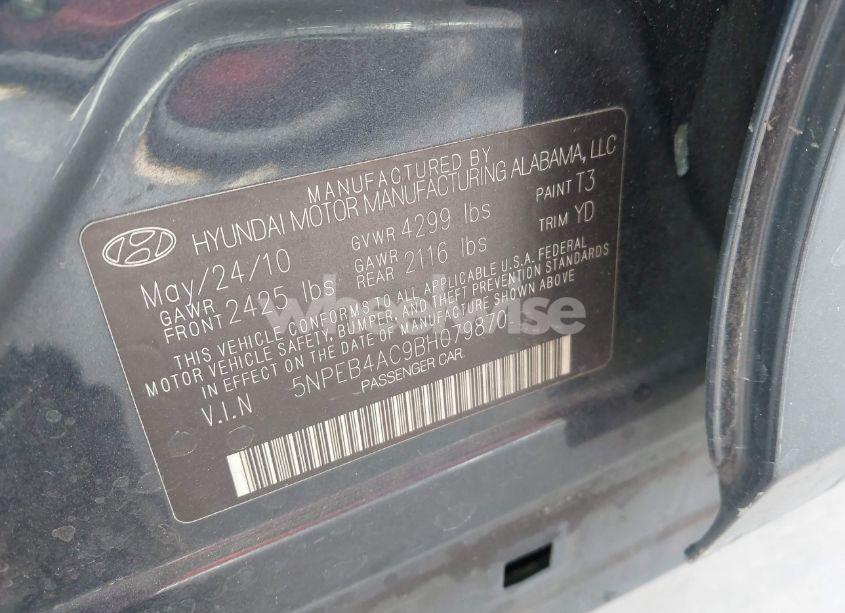 MANUFACTURED BY
HYUNDAI MOTOR MANUFACTURING ALABAMA, LLC
May/24/10 GVWR 4299 lbs PAINT T3
GAWR FRONT 2425 lbs GAWR REAR 2116 lbs TRIM YD
THIS VEHICLE CONFORMS TO ALL APPLICABLE U.S.A. FEDERAL
MOTOR VEHICLE SAFETY, BUMPER, AND THEFT PREVENTION STANDARDS
IN EFFECT ON THE DATE OF MANUFACTURE SHOWN ABOVE
V.I.N 5NPEB4AC9BH079870
PASSENGER CAR
wheelwise